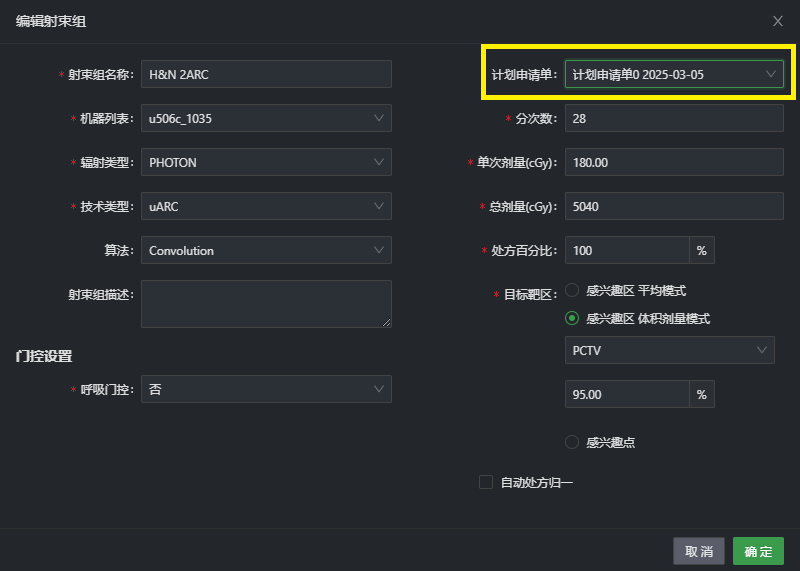 编辑射束组
* 射束组名称: H&N 2ARC
* 机器列表: u506c_1035
* 辐射类型: PHOTON
* 技术类型: uARC
算法: Convolution
射束组描述:
门控设置
* 呼吸门控: 否
计划申请单: 计划申请单0 2025-03-05
* 分次数: 28
* 单次剂量(cGy): 180.00
* 总剂量(cGy): 5040
* 处方百分比: 100 %
* 目标靶区: 感兴趣区 平均模式
感兴趣区 体积剂量模式
PCTV
95.00 %
感兴趣点
自动处方归一
取 消 确 定